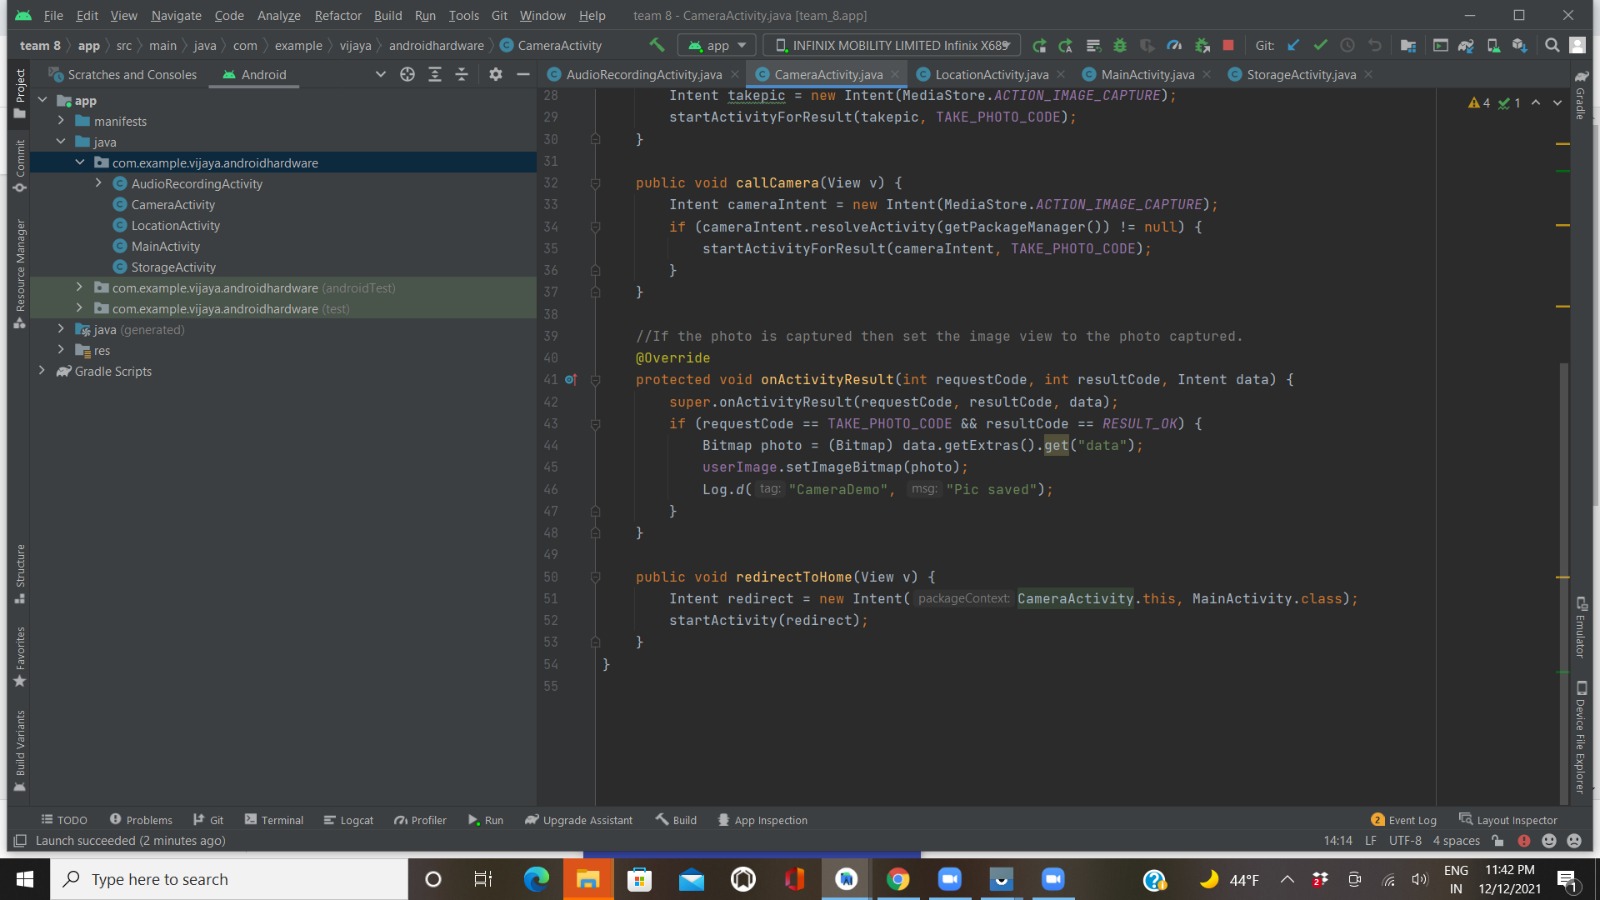 File Edit View Navigate Code Analyze Refactor Build Run Tools Git Window Help team 8 - CameraActivity.java [team_8.app]
team 8 app src main java com example vijaya androidhardware CameraActivity app INFINIX MOBILITY LIMITED Infinix X689 Git:
Project Scratches and Consoles Android AudioRecordingActivity.java CameraActivity.java LocationActivity.java MainActivity.java StorageActivity.java Gradle
app
manifests
java
com.example.vijaya.androidhardware
AudioRecordingActivity
CameraActivity
LocationActivity
MainActivity
StorageActivity
com.example.vijaya.androidhardware (androidTest)
com.example.vijaya.androidhardware (test)
java (generated)
res
Gradle Scripts
Commit
Resource Manager
Structure
Favorites
Build Variants
4 1
28 Intent takepic = new Intent(MediaStore.ACTION_IMAGE_CAPTURE);
29 startActivityForResult(takepic, TAKE_PHOTO_CODE);
30 }
31
32 public void callCamera(View v) {
33 Intent cameraIntent = new Intent(MediaStore.ACTION_IMAGE_CAPTURE);
34 if (cameraIntent.resolveActivity(getPackageManager()) != null) {
35 startActivityForResult(cameraIntent, TAKE_PHOTO_CODE);
36 }
37 }
38
39 //If the photo is captured then set the image view to the photo captured.
40 @Override
41 protected void onActivityResult(int requestCode, int resultCode, Intent data) {
42 super.onActivityResult(requestCode, resultCode, data);
43 if (requestCode == TAKE_PHOTO_CODE && resultCode == RESULT_OK) {
44 Bitmap photo = (Bitmap) data.getExtras().get("data");
45 userImage.setImageBitmap(photo);
46 Log.d( tag: "CameraDemo", msg: "Pic saved");
47 }
48 }
49
50 public void redirectToHome(View v) {
51 Intent redirect = new Intent( packageContext: CameraActivity.this, MainActivity.class);
52 startActivity(redirect);
53 }
54 }
55
Emulator
Device File Explorer
TODO Problems Git Terminal Logcat Profiler Run Upgrade Assistant Build App Inspection 2 Event Log Layout Inspector
Launch succeeded (2 minutes ago) 14:14 LF UTF-8 4 spaces
Type here to search 44°F ENG 11:42 PM
IN 12/12/2021 1